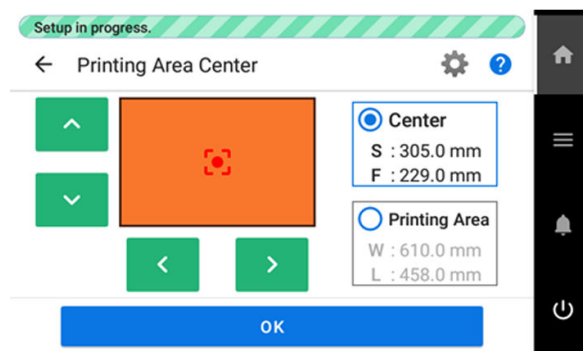 Setup in progress.
Printing Area Center
Center
S : 305.0 mm
F : 229.0 mm
Printing Area
W : 610.0 mm
L : 458.0 mm
OK